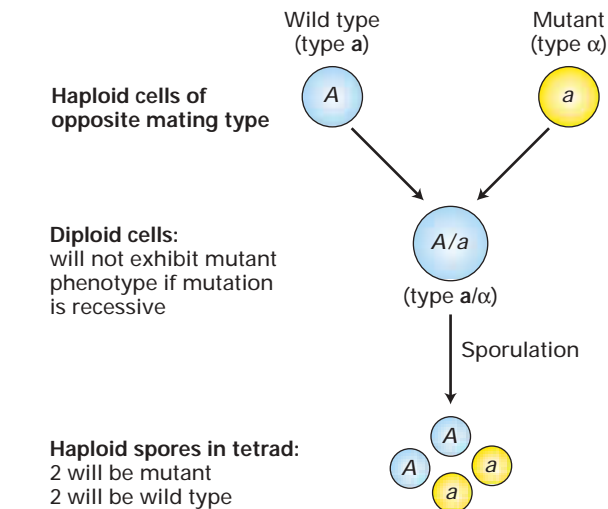 Wild type
(type a)
Mutant
(type α)
Haploid cells of
opposite mating type
A
a
Diploid cells:
will not exhibit mutant
phenotype if mutation
is recessive
A/a
(type a/α)
Sporulation
Haploid spores in tetrad:
2 will be mutant
2 will be wild type
A
A
a
a